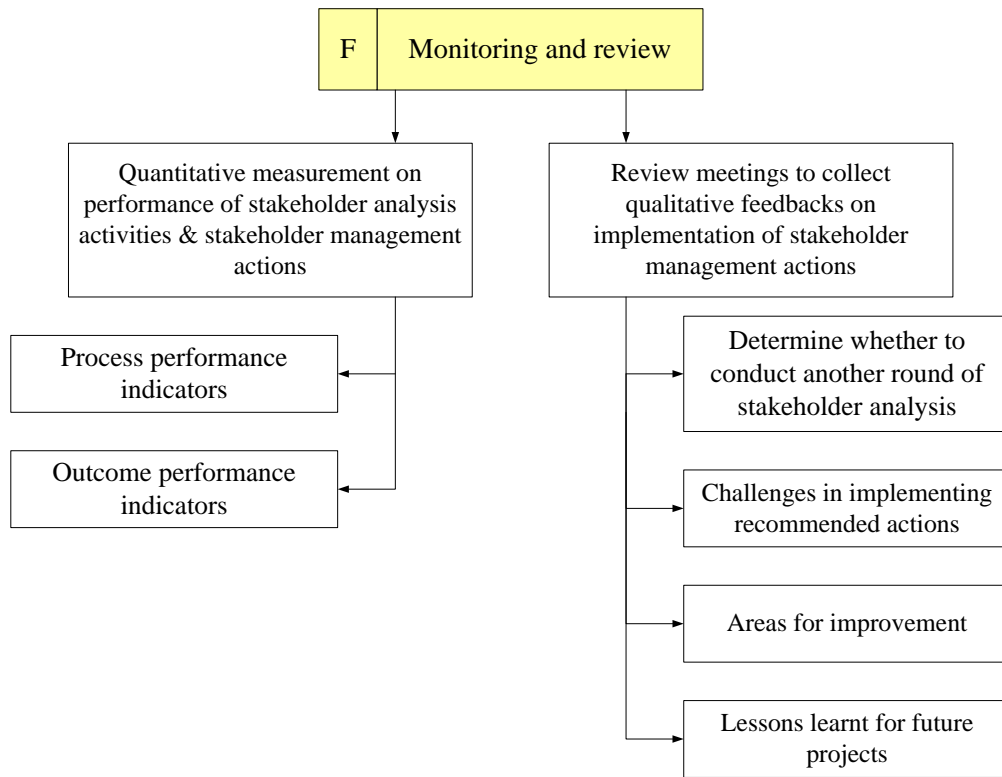 F Monitoring and review
Quantitative measurement on
performance of stakeholder analysis
activities & stakeholder management
actions
Review meetings to collect
qualitative feedbacks on
implementation of stakeholder
management actions
Process performance
indicators
Outcome performance
indicators
Determine whether to
conduct another round of
stakeholder analysis
Challenges in implementing
recommended actions
Areas for improvement
Lessons learnt for future
projects